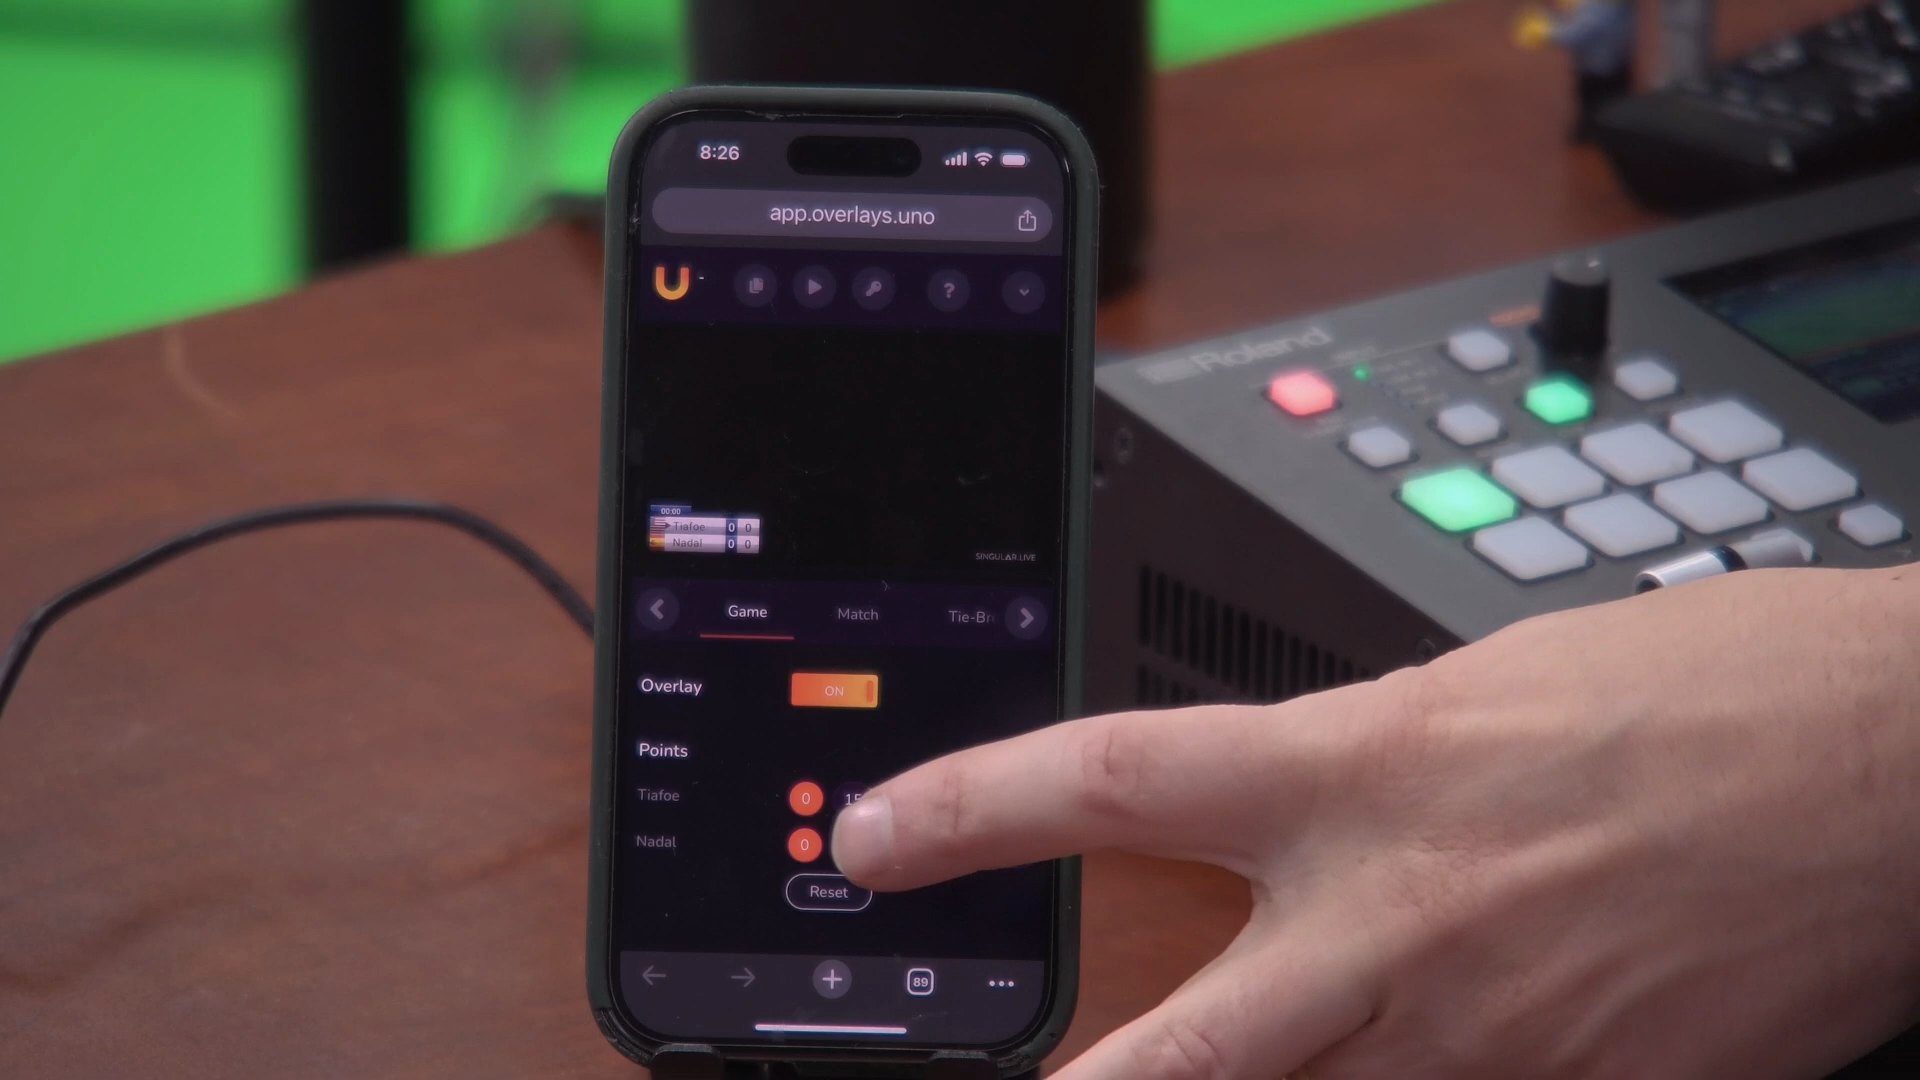 8:26
app.overlays.uno
U -
?
00:00
Tiafoe 0 0
Nadal 0 0
SINGULAR.LIVE
Game Match Tie-Br
Overlay ON
Points
Tiafoe 0 15
Nadal 0
Reset
89
Roland